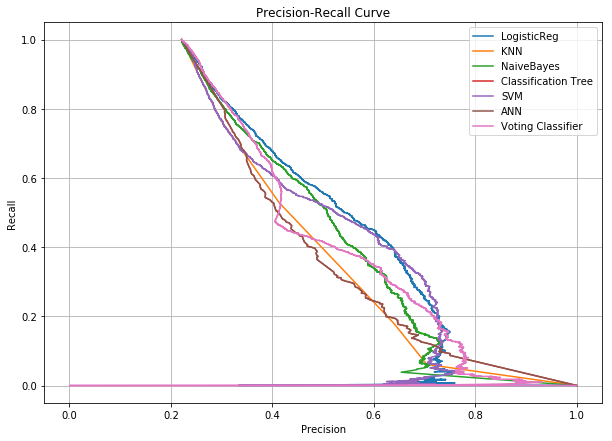 Precision-Recall Curve
LogisticReg
KNN
NaiveBayes
Classification Tree
SVM
ANN
Voting Classifier
1.0
0.8
0.6
0.4
0.2
0.0
Recall
0.0 0.2 0.4 0.6 0.8 1.0
Precision